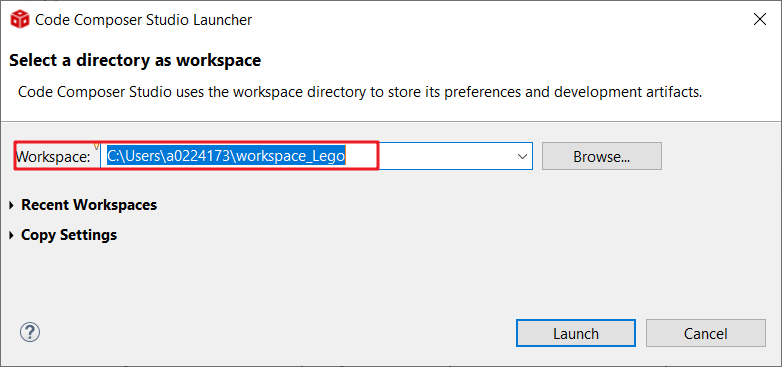 Code Composer Studio Launcher
Select a directory as workspace
Code Composer Studio uses the workspace directory to store its preferences and development artifacts.
Workspace: C:\Users\a0224173\workspace_Lego Browse...
Recent Workspaces
Copy Settings
? Launch Cancel